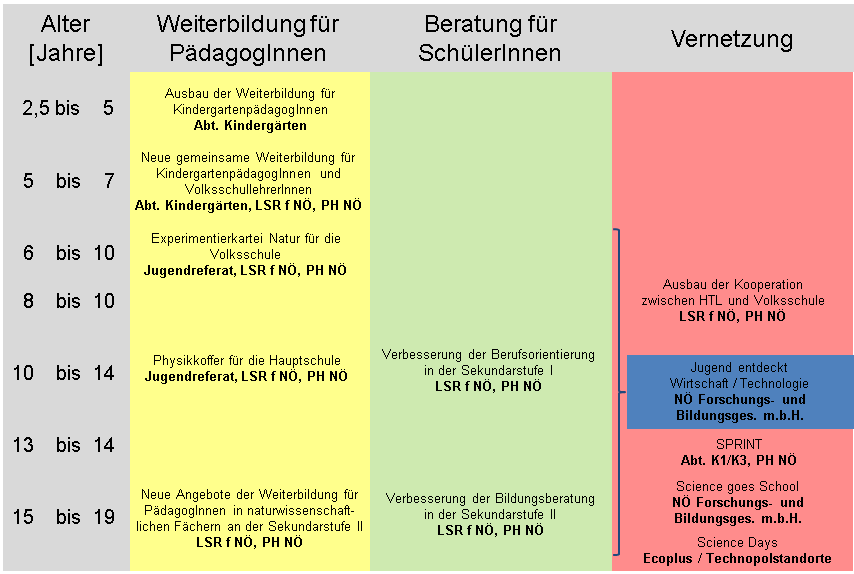 Alter
[Jahre]
Weiterbildung für
PädagogInnen
Beratung für
SchülerInnen
Vernetzung
2,5 bis 5
Ausbau der Weiterbildung für
KindergartenpädagogInnen
Abt. Kindergärten
5 bis 7
Neue gemeinsame Weiterbildung für
KindergartenpädagogInnen und
VolksschullehrerInnen
Abt. Kindergärten, LSR f NÖ, PH NÖ
6 bis 10
Experimentierkartei Natur für die
Volksschule
Jugendreferat, LSR f NÖ, PH NÖ
8 bis 10
Ausbau der Kooperation
zwischen HTL und Volksschule
LSR f NÖ, PH NÖ
10 bis 14
Physikkoffer für die Hauptschule
Jugendreferat, LSR f NÖ, PH NÖ
Verbesserung der Berufsorientierung
in der Sekundarstufe I
LSR f NÖ, PH NÖ
Jugend entdeckt
Wirtschaft / Technologie
NÖ Forschungs- und
Bildungsges. m.b.H.
13 bis 14
SPRINT
Abt. K1/K3, PH NÖ
15 bis 19
Neue Angebote der Weiterbildung für
PädagogInnen in naturwissenschaft-
lichen Fächern an der Sekundarstufe II
LSR f NÖ, PH NÖ
Verbesserung der Bildungsberatung
in der Sekundarstufe II
LSR f NÖ, PH NÖ
Science goes School
NÖ Forschungs- und
Bildungsges. m.b.H.
Science Days
Ecoplus / Technopolstandorte